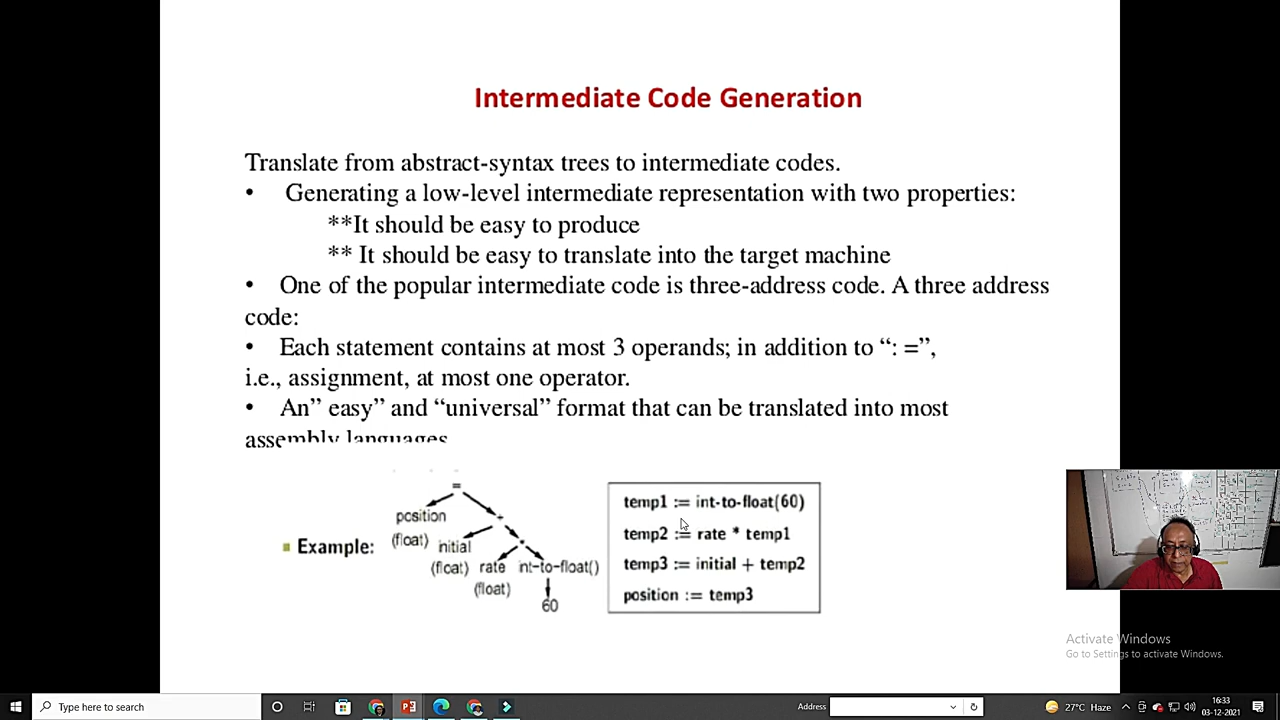 Intermediate Code Generation
Translate from abstract-syntax trees to intermediate codes.
• Generating a low-level intermediate representation with two properties:
**It should be easy to produce
** It should be easy to translate into the target machine
• One of the popular intermediate code is three-address code. A three address
code:
• Each statement contains at most 3 operands; in addition to “: =”,
i.e., assignment, at most one operator.
• An” easy” and “universal” format that can be translated into most
assembly languages
Example:
=
position
(float)
+
initial
(float)
*
rate
(float)
int-to-float()
60
temp1 := int-to-float(60)
temp2 := rate * temp1
temp3 := initial + temp2
position := temp3
Activate Windows
Go to Settings to activate Windows.
Type here to search
Address
27°C Haze
16:33
03-12-2021